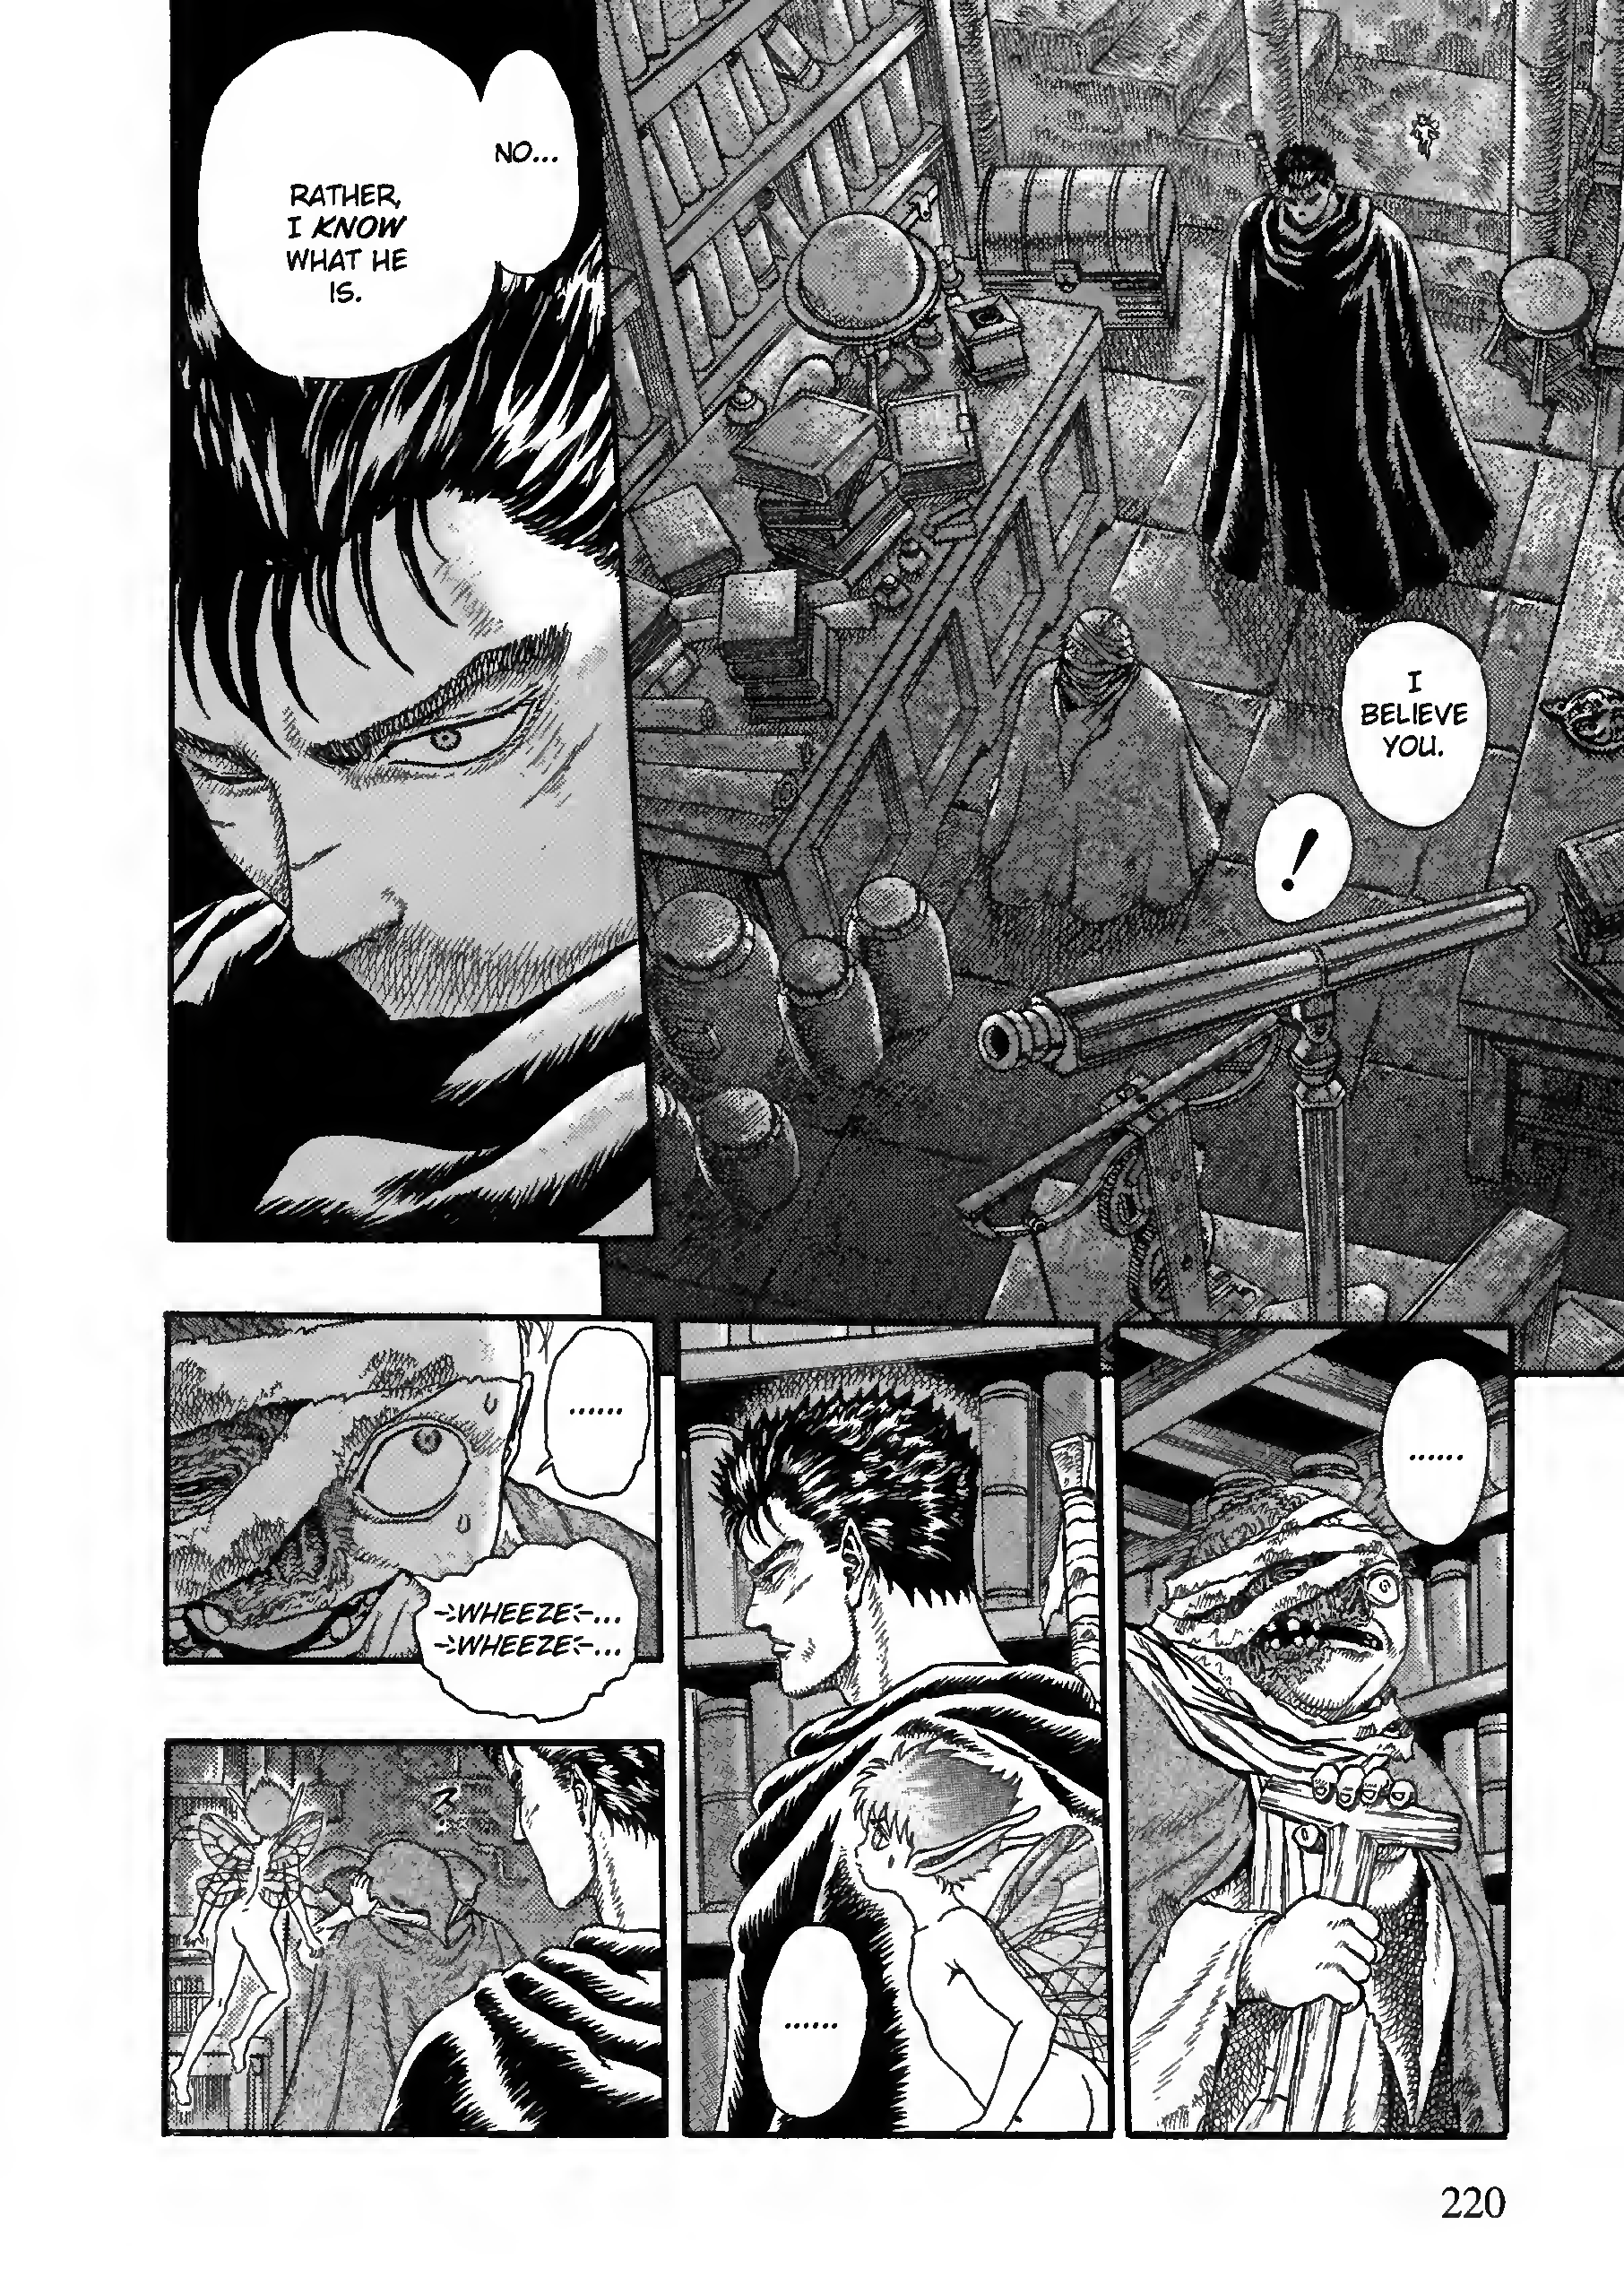 I
BELIEVE
YOU.
!
NO...
RATHER,
I KNOW
WHAT HE
IS.
......
......
......
WHEEZE...
WHEEZE...
?
220